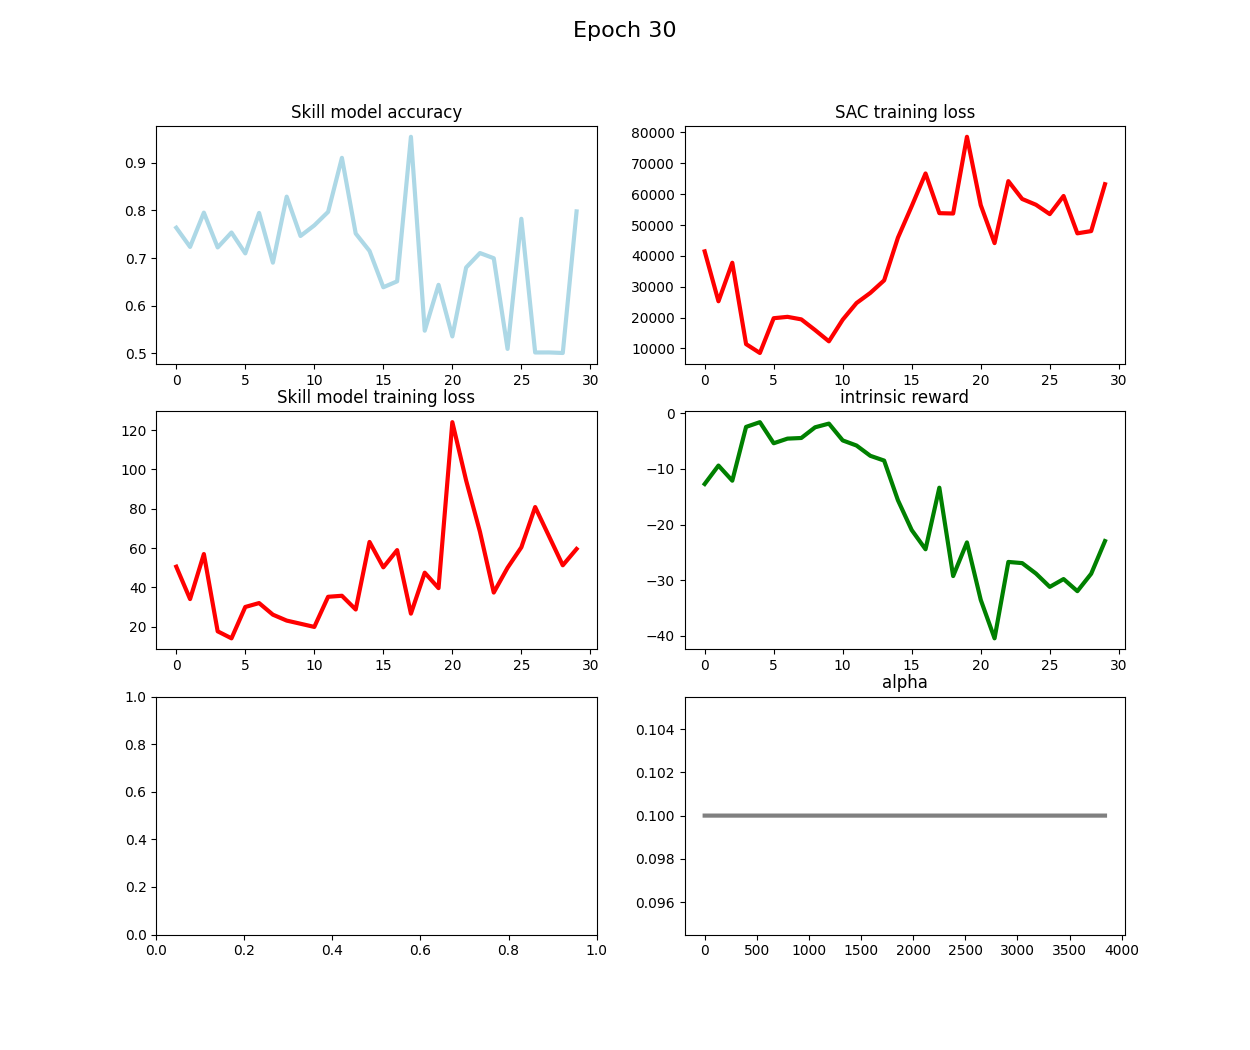 Epoch 30
Skill model accuracy
0.9
0.8
0.7
0.6
0.5
0 5 10 15 20 25 30
SAC training loss
80000
70000
60000
50000
40000
30000
20000
10000
0 5 10 15 20 25 30
Skill model training loss
120
100
80
60
40
20
0 5 10 15 20 25 30
intrinsic reward
0
−10
−20
−30
−40
0 5 10 15 20 25 30
1.0
0.8
0.6
0.4
0.2
0.0
0.0 0.2 0.4 0.6 0.8 1.0
alpha
0.104
0.102
0.100
0.098
0.096
0 500 1000 1500 2000 2500 3000 3500 4000